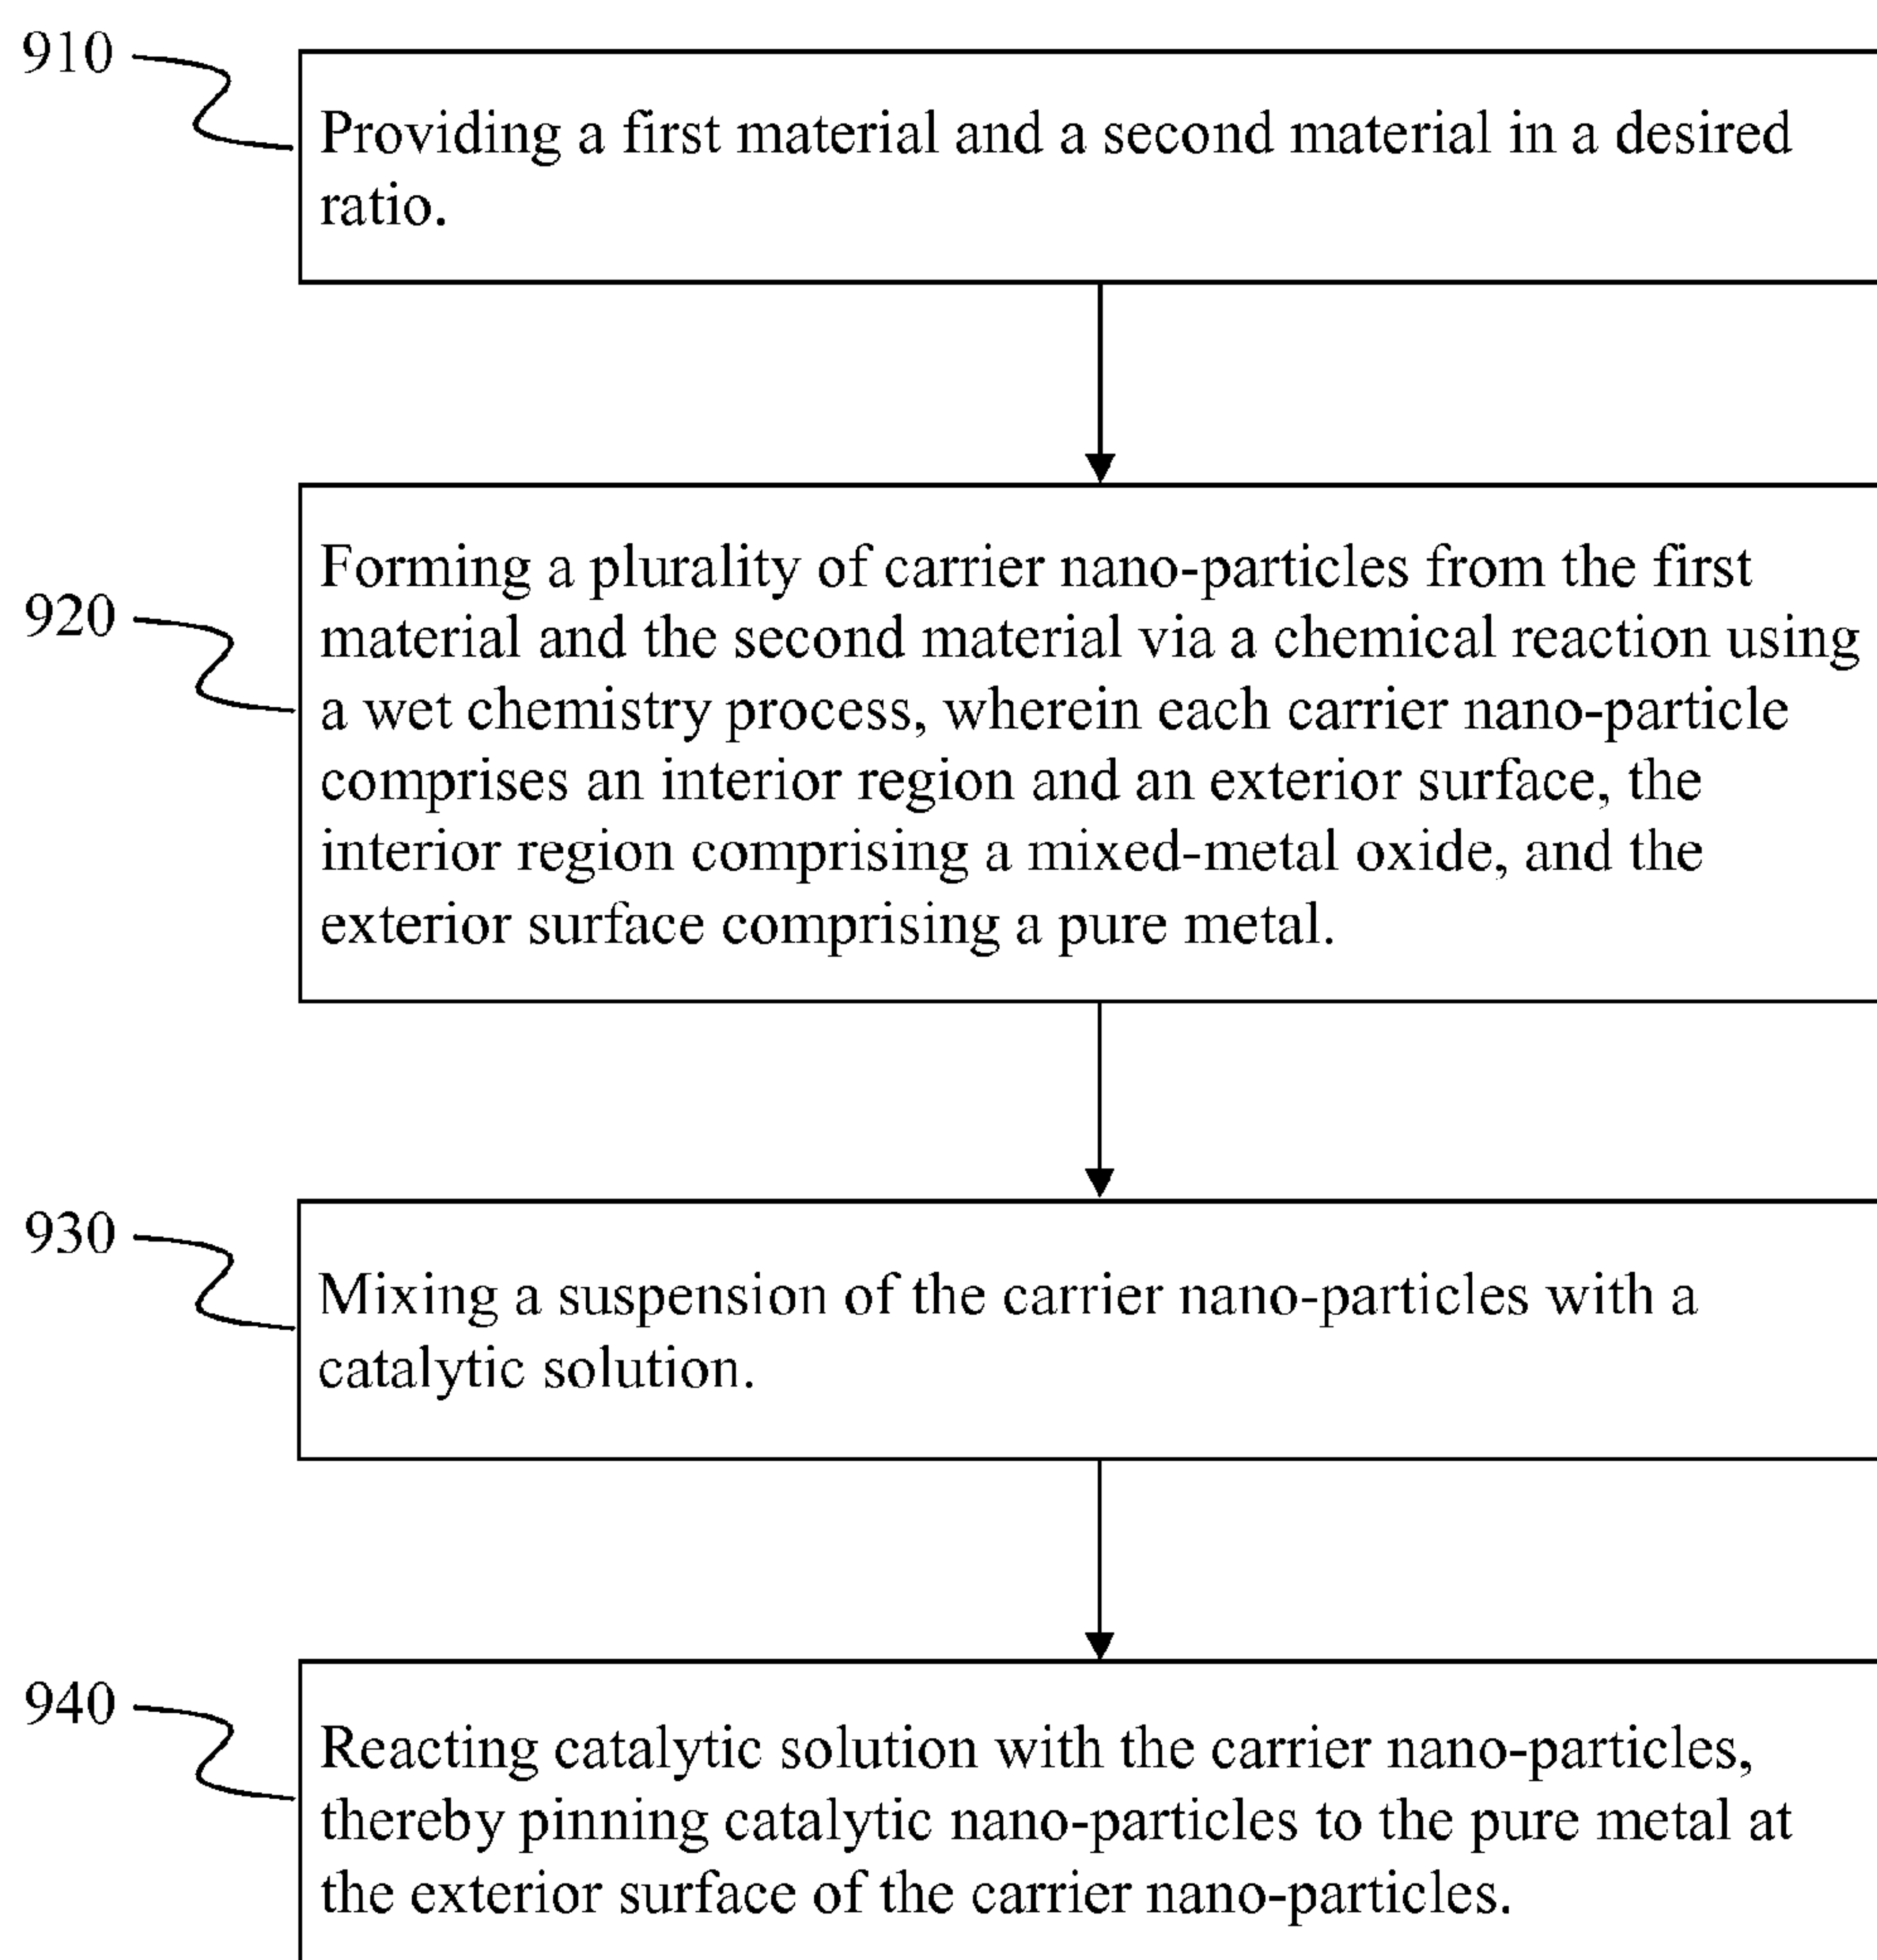 910
Providing a first material and a second material in a desired
ratio.
920
Forming a plurality of carrier nano-particles from the first
material and the second material via a chemical reaction using
a wet chemistry process, wherein each carrier nano-particle
comprises an interior region and an exterior surface, the
interior region comprising a mixed-metal oxide, and the
exterior surface comprising a pure metal.
930
Mixing a suspension of the carrier nano-particles with a
catalytic solution.
940
Reacting catalytic solution with the carrier nano-particles,
thereby pinning catalytic nano-particles to the pure metal at
the exterior surface of the carrier nano-particles.